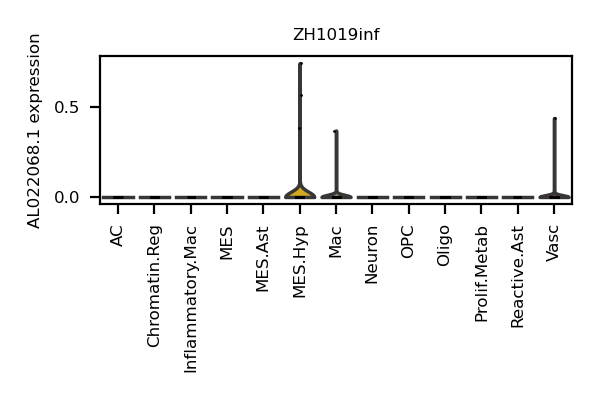 ZH1019inf
AL022068.1 expression
0.5
0.0
AC
Chromatin.Reg
Inflammatory.Mac
MES
MES.Ast
MES.Hyp
Mac
Neuron
OPC
Oligo
Prolif.Metab
Reactive.Ast
Vasc